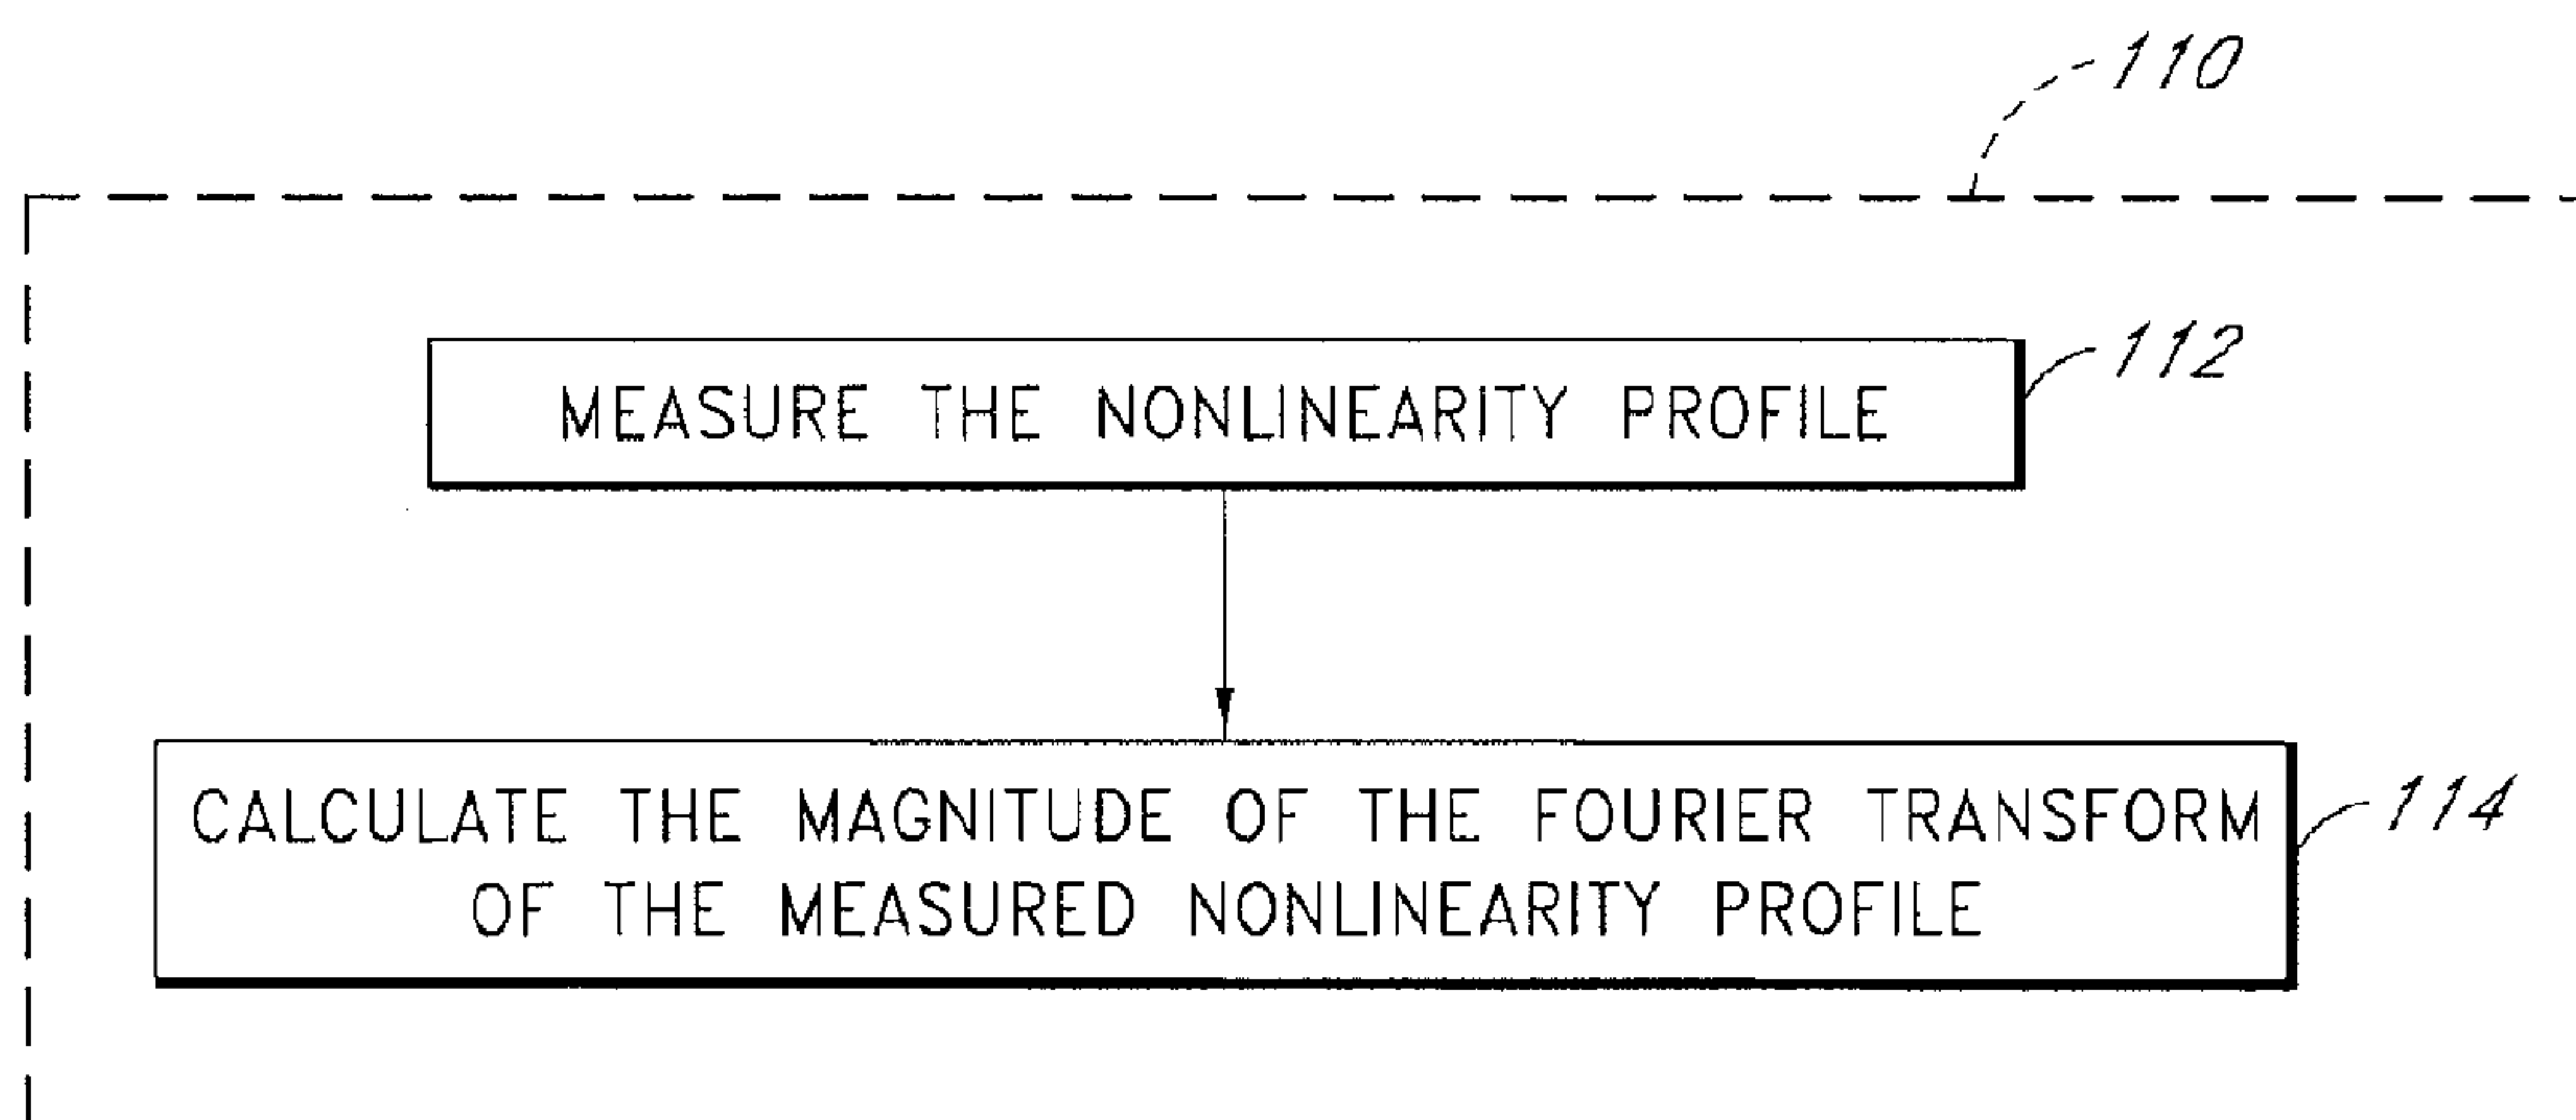 110
MEASURE THE NONLINEARITY PROFILE
112
CALCULATE THE MAGNITUDE OF THE FOURIER TRANSFORM
OF THE MEASURED NONLINEARITY PROFILE
114